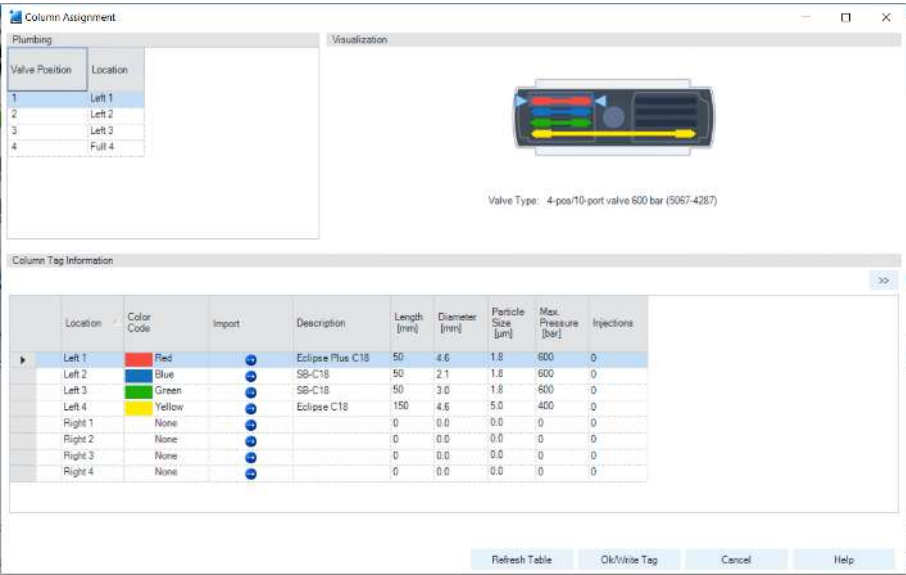 Column Assignment
Plumbing
Valve Position Location
1 Left 1
2 Left 2
3 Left 3
4 Full 4
Visualization
Valve Type: 4-pos/10-port valve 600 bar (5067-4287)
Column Tag Information
>>
Location Color Code Import Description Length [mm] Diameter [mm] Particle Size [µm] Max. Pressure [bar] Injections
Left 1 Red Eclipse Plus C18 50 4.6 1.8 600 0
Left 2 Blue SB-C18 50 2.1 1.8 600 0
Left 3 Green SB-C18 50 3.0 1.8 600 0
Left 4 Yellow Eclipse C18 150 4.6 5.0 400 0
Right 1 None 0 0.0 0.0 0 0
Right 2 None 0 0.0 0.0 0 0
Right 3 None 0 0.0 0.0 0 0
Right 4 None 0 0.0 0.0 0 0
Refresh Table Ok/Write Tag Cancel Help